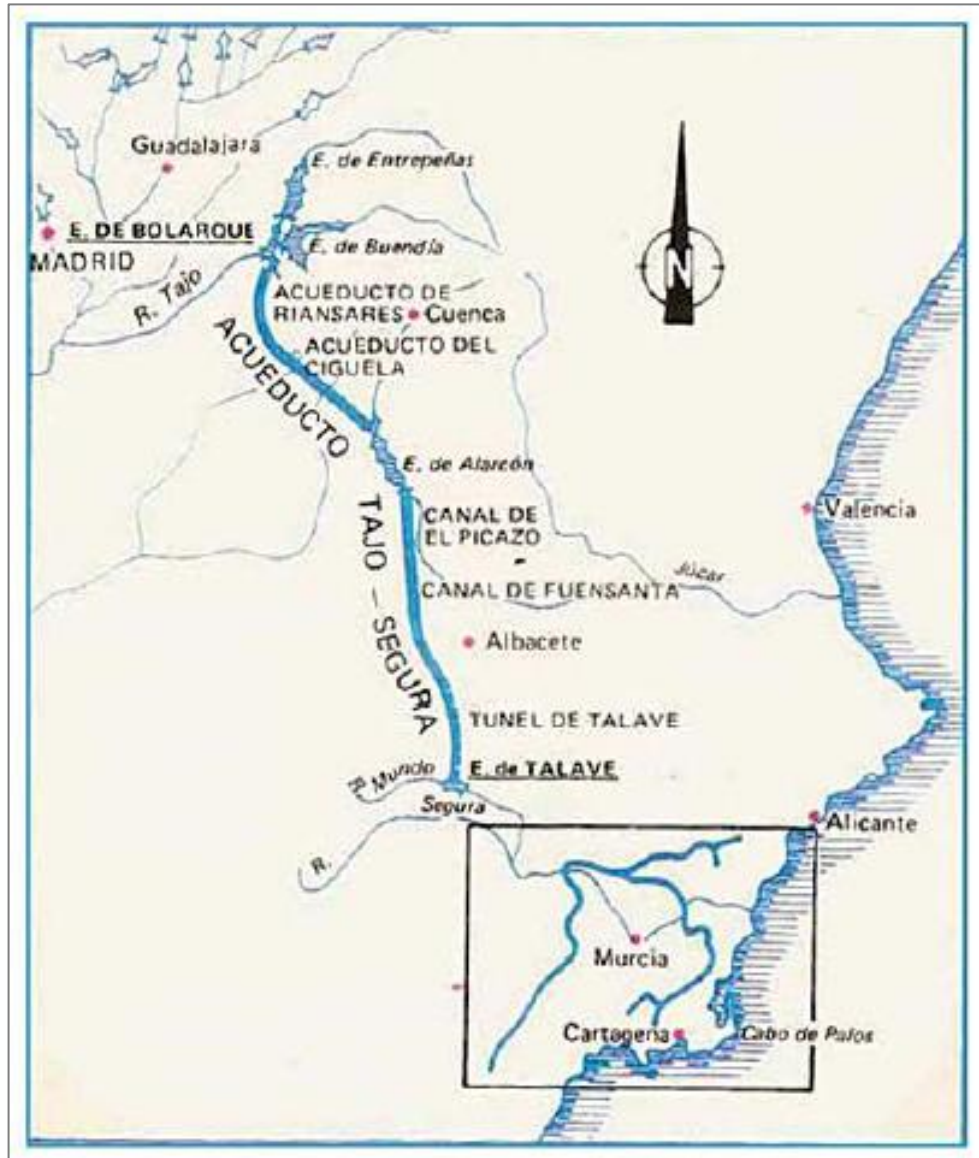 Guadalajara
E. de Entrepeñas
E. DE BOLARQUE
MADRID
E. de Buendía
R. Tajo
ACUEDUCTO DE
RIANSARES
Cuenca
ACUEDUCTO DEL
CIGUELA
ACUEDUCTO TAJO - SEGURA
E. de Alarcón
CANAL DE
EL PICAZO
Valencia
Júcar
CANAL DE FUENSANTA
Albacete
TUNEL DE TALAVE
R. Mundo
E. de TALAVE
R. Segura
Alicante
Murcia
Cartagena
Cabo de Palos
N